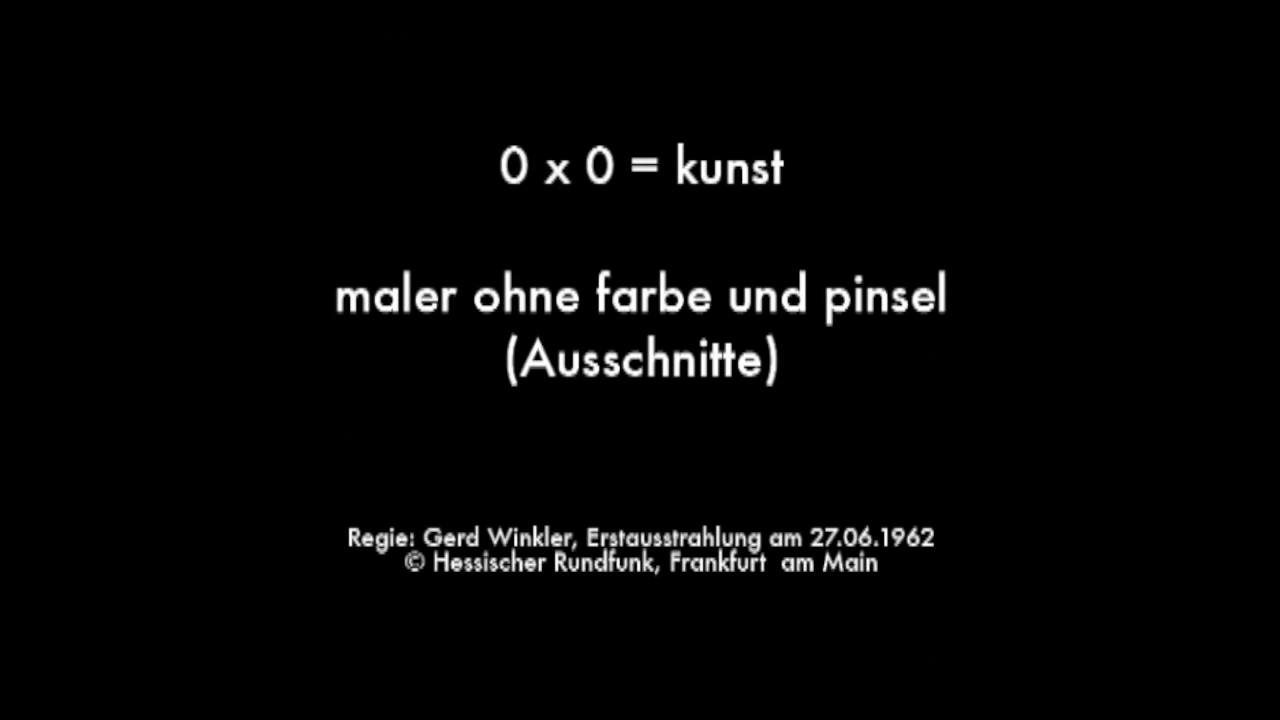 0 x 0 = kunst
maler ohne farbe und pinsel
(Ausschnitte)
Regie: Gerd Winkler, Erstausstrahlung am 27.06.1962
© Hessischer Rundfunk, Frankfurt am Main